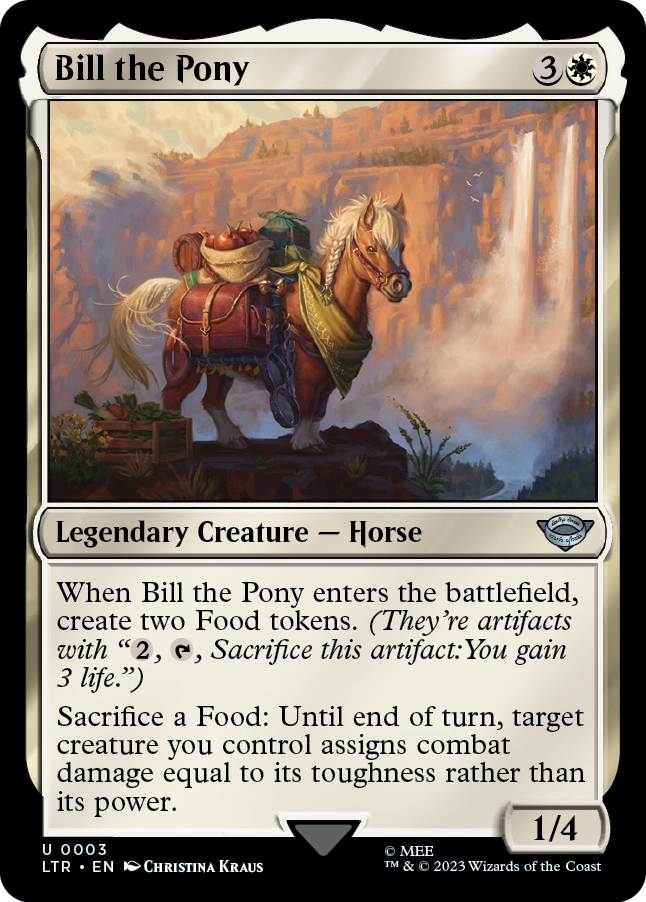 Bill the Pony 3
Legendary Creature — Horse
When Bill the Pony enters the battlefield,
create two Food tokens. (They're artifacts
with “2, , Sacrifice this artifact:You gain
3 life.”)
Sacrifice a Food: Until end of turn, target
creature you control assigns combat
damage equal to its toughness rather than
its power.
1/4
U 0003
LTR • EN Christina Kraus
© MEE
™ & © 2023 Wizards of the Coast